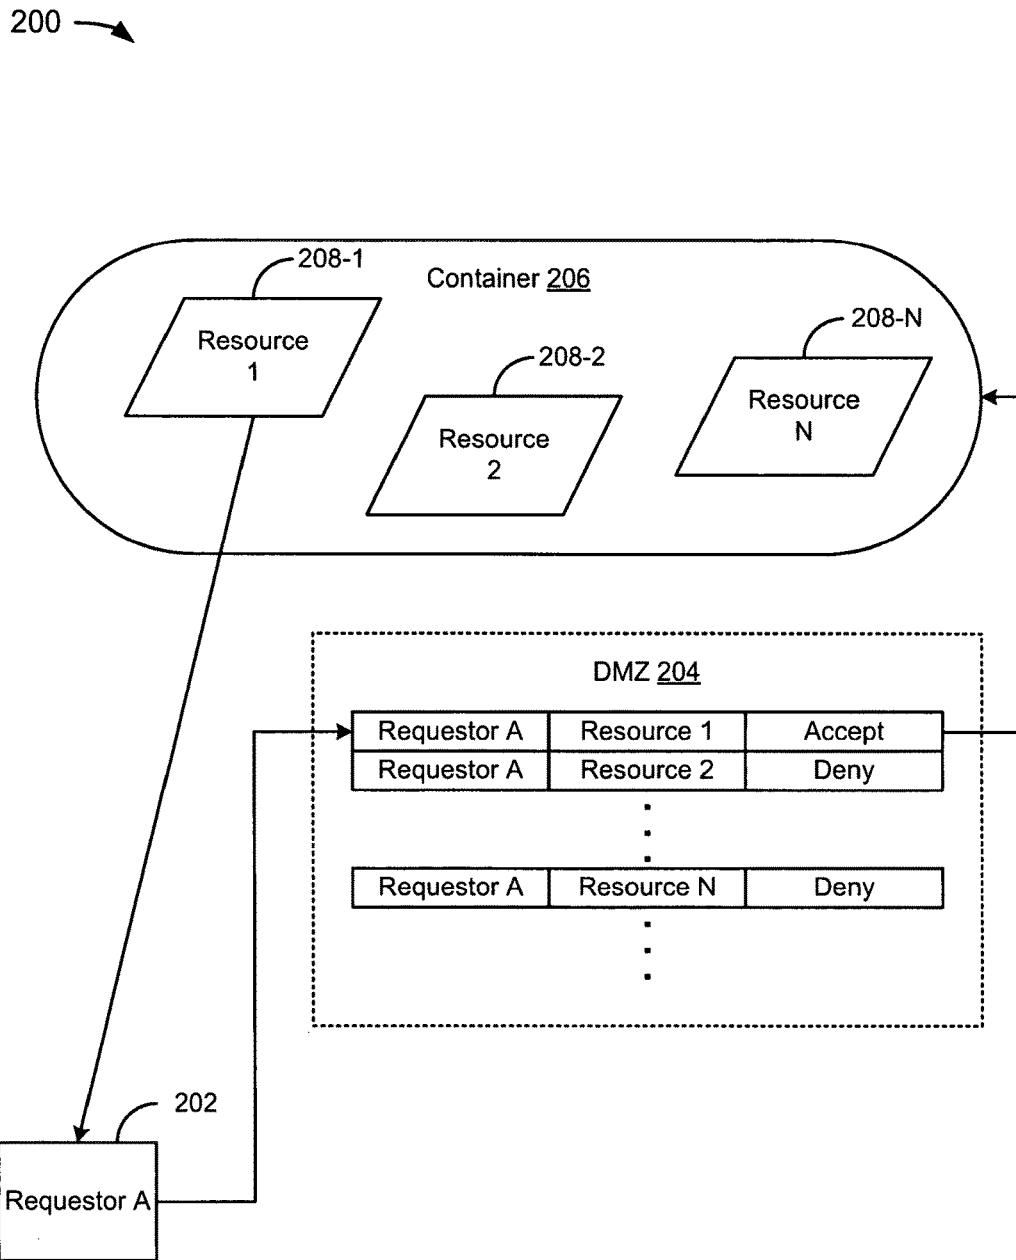 200
208-1
Container 206
208-N
Resource
1
208-2
Resource
2
Resource
N
DMZ 204
Requestor A Resource 1 Accept
Requestor A Resource 2 Deny
Requestor A Resource N Deny
202
Requestor A